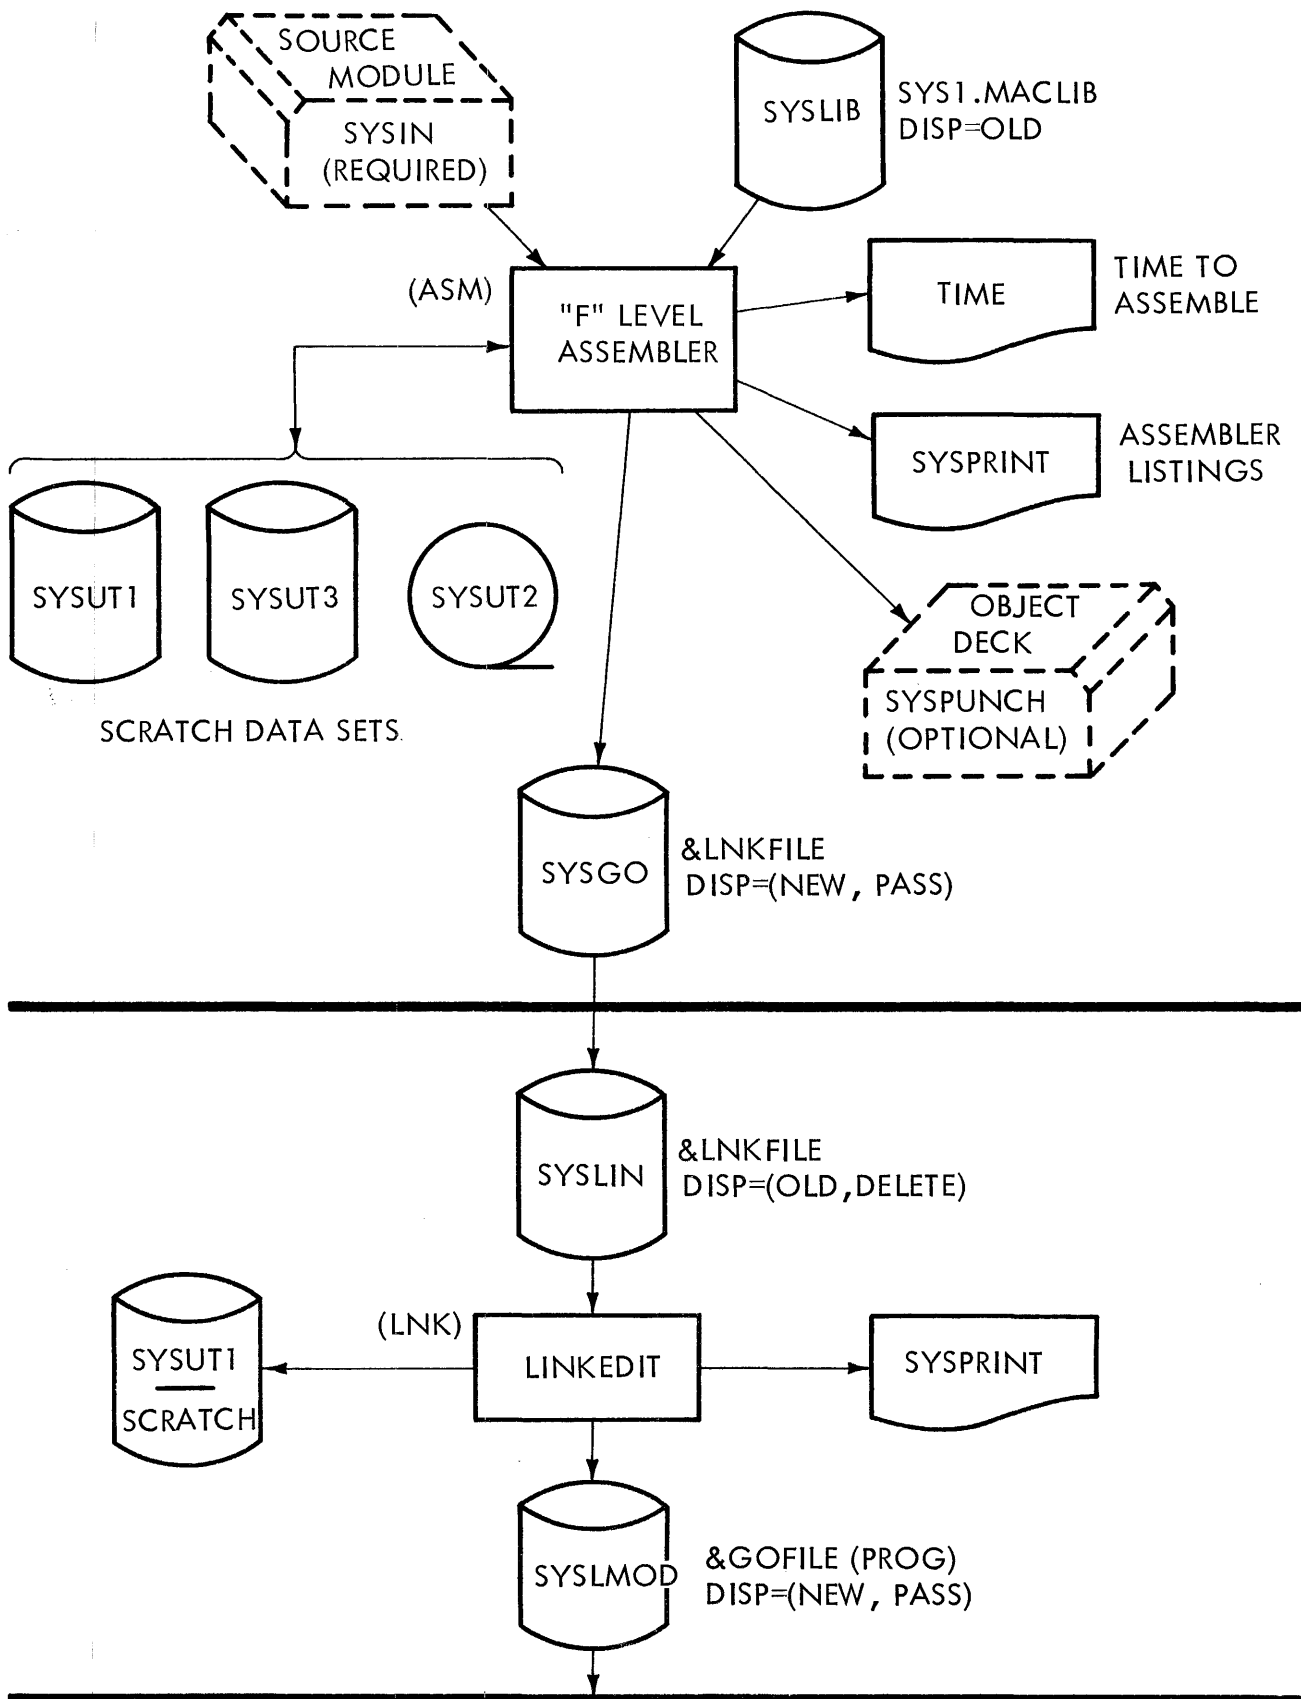 SOURCE
MODULE
SYSIN
(REQUIRED)
SYSLIB
SYS1.MACLIB
DISP=OLD
(ASM)
"F" LEVEL
ASSEMBLER
TIME
TIME TO
ASSEMBLE
SYSPRINT
ASSEMBLER
LISTINGS
SYSUT1
SYSUT3
SYSUT2
SCRATCH DATA SETS
OBJECT
DECK
SYSPUNCH
(OPTIONAL)
SYSGO
&LNKFILE
DISP=(NEW, PASS)
SYSLIN
&LNKFILE
DISP=(OLD,DELETE)
(LNK)
SYSUT1
SCRATCH
LINKEDIT
SYSPRINT
SYSLMOD
&GOFILE (PROG)
DISP=(NEW, PASS)